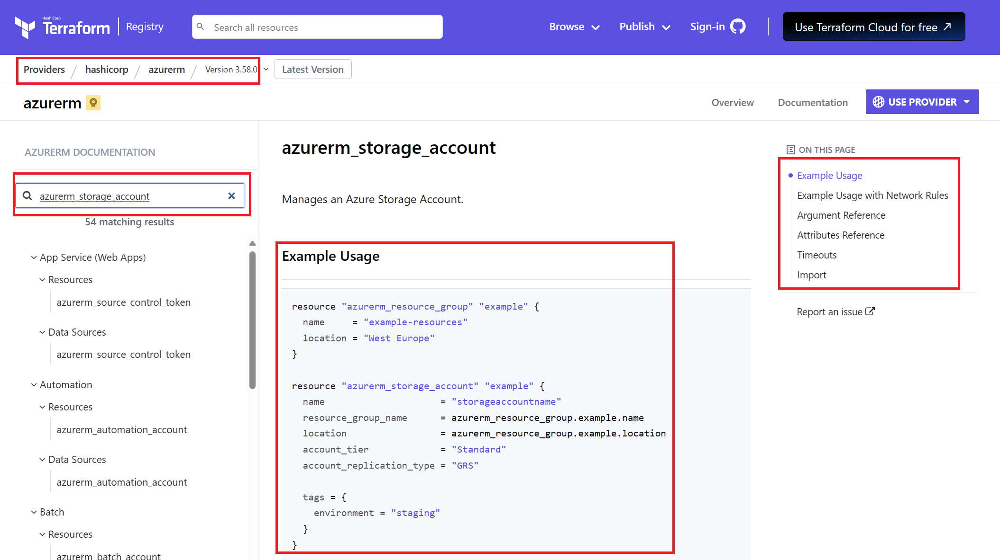 HashiCorp
Terraform
Registry
Search all resources
Browse
Publish
Sign-in
Use Terraform Cloud for free
Providers / hashicorp / azurerm / Version 3.58.0
Latest Version
azurerm
Overview
Documentation
USE PROVIDER
AZURERM DOCUMENTATION
azurerm_storage_account
54 matching results
App Service (Web Apps)
Resources
azurerm_source_control_token
Data Sources
azurerm_source_control_token
Automation
Resources
azurerm_automation_account
Data Sources
azurerm_automation_account
Batch
Resources
azurerm_batch_account
azurerm_storage_account
Manages an Azure Storage Account.
Example Usage
resource "azurerm_resource_group" "example" {
  name     = "example-resources"
  location = "West Europe"
}
resource "azurerm_storage_account" "example" {
  name                     = "storageaccountname"
  resource_group_name      = azurerm_resource_group.example.name
  location                 = azurerm_resource_group.example.location
  account_tier             = "Standard"
  account_replication_type = "GRS"
  tags = {
    environment = "staging"
  }
}
ON THIS PAGE
Example Usage
Example Usage with Network Rules
Argument Reference
Attributes Reference
Timeouts
Import
Report an issue